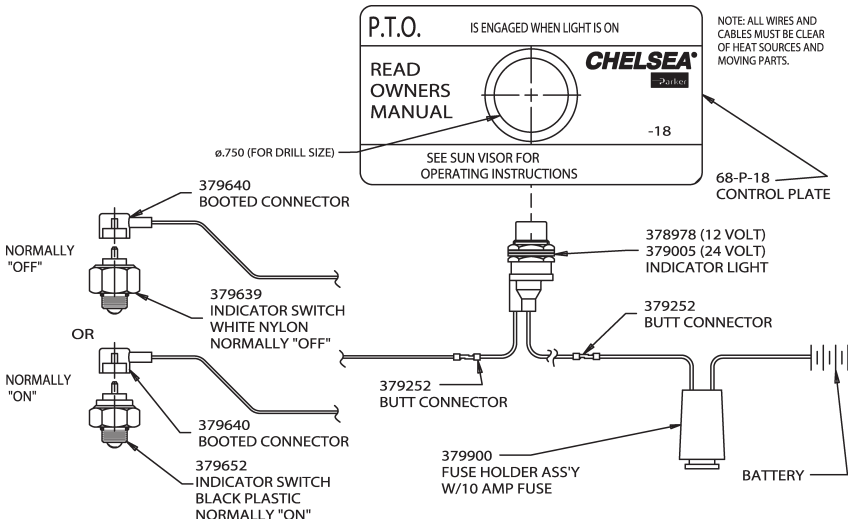 P.T.O.
IS ENGAGED WHEN LIGHT IS ON
READ
OWNERS
MANUAL
CHELSEA
Parker
-18
SEE SUN VISOR FOR
OPERATING INSTRUCTIONS
NOTE: ALL WIRES AND
CABLES MUST BE CLEAR
OF HEAT SOURCES AND
MOVING PARTS.
ø.750 (FOR DRILL SIZE)
68-P-18
CONTROL PLATE
379640
BOOTED CONNECTOR
NORMALLY
"OFF"
379639
INDICATOR SWITCH
WHITE NYLON
NORMALLY "OFF"
378978 (12 VOLT)
379005 (24 VOLT)
INDICATOR LIGHT
379252
BUTT CONNECTOR
OR
NORMALLY
"ON"
379252
BUTT CONNECTOR
379640
BOOTED CONNECTOR
379652
INDICATOR SWITCH
BLACK PLASTIC
NORMALLY "ON"
379900
FUSE HOLDER ASS'Y
W/10 AMP FUSE
BATTERY